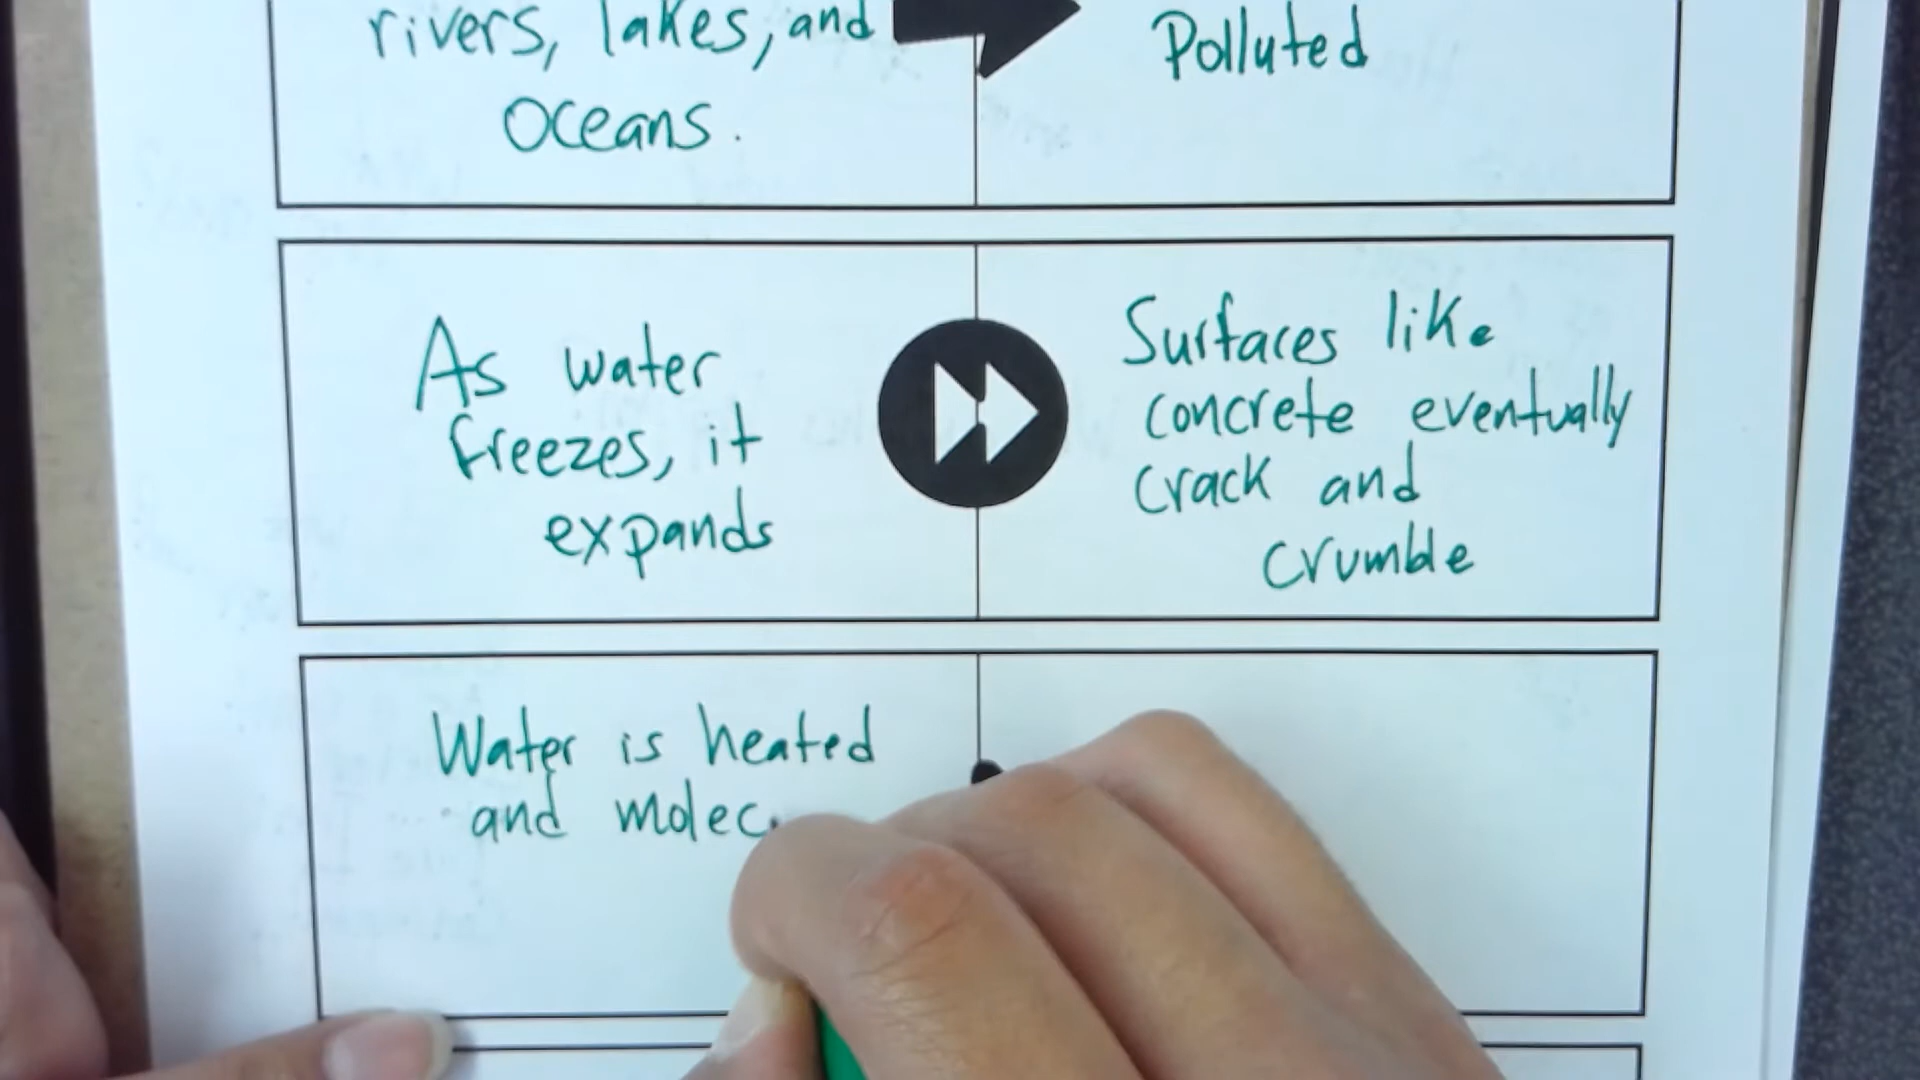 rivers, lakes, and
oceans.
Polluted
As water
freezes, it
expands
Surfaces like
concrete eventually
crack and
crumble
Water is heated
and molec